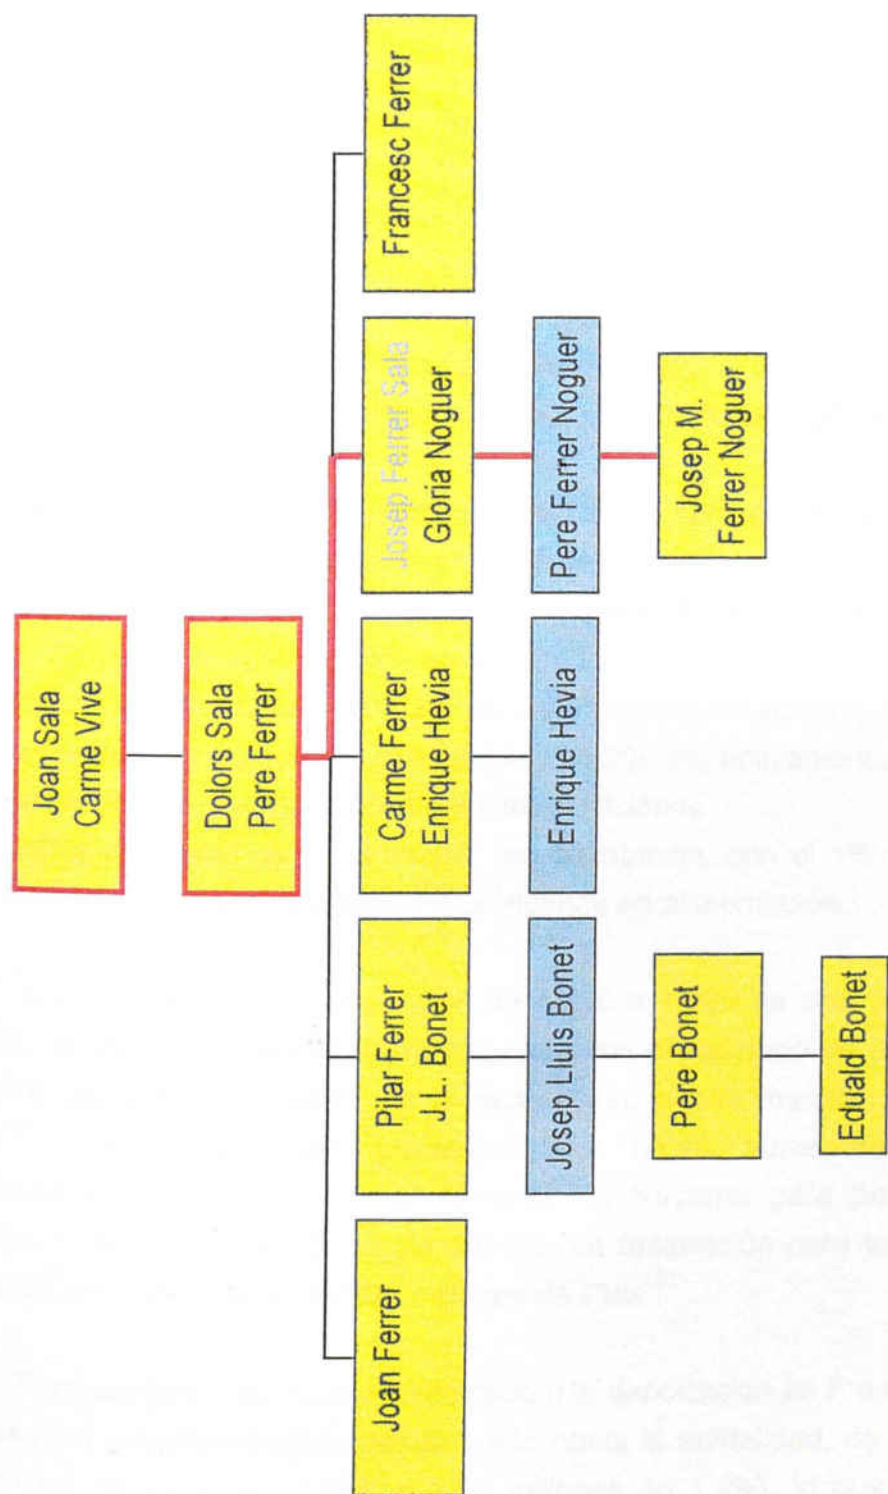 Joan Sala
Carme Vive
Dolors Sala
Pere Ferrer
Joan Ferrer
Pilar Ferrer
J.L. Bonet
Carme Ferrer
Enrique Hevia
Josep Ferrer Sala
Gloria Noguer
Francesc Ferrer
Josep Lluis Bonet
Enrique Hevia
Pere Ferrer Noguer
Pere Bonet
Josep M.
Ferrer Noguer
Eduald Bonet